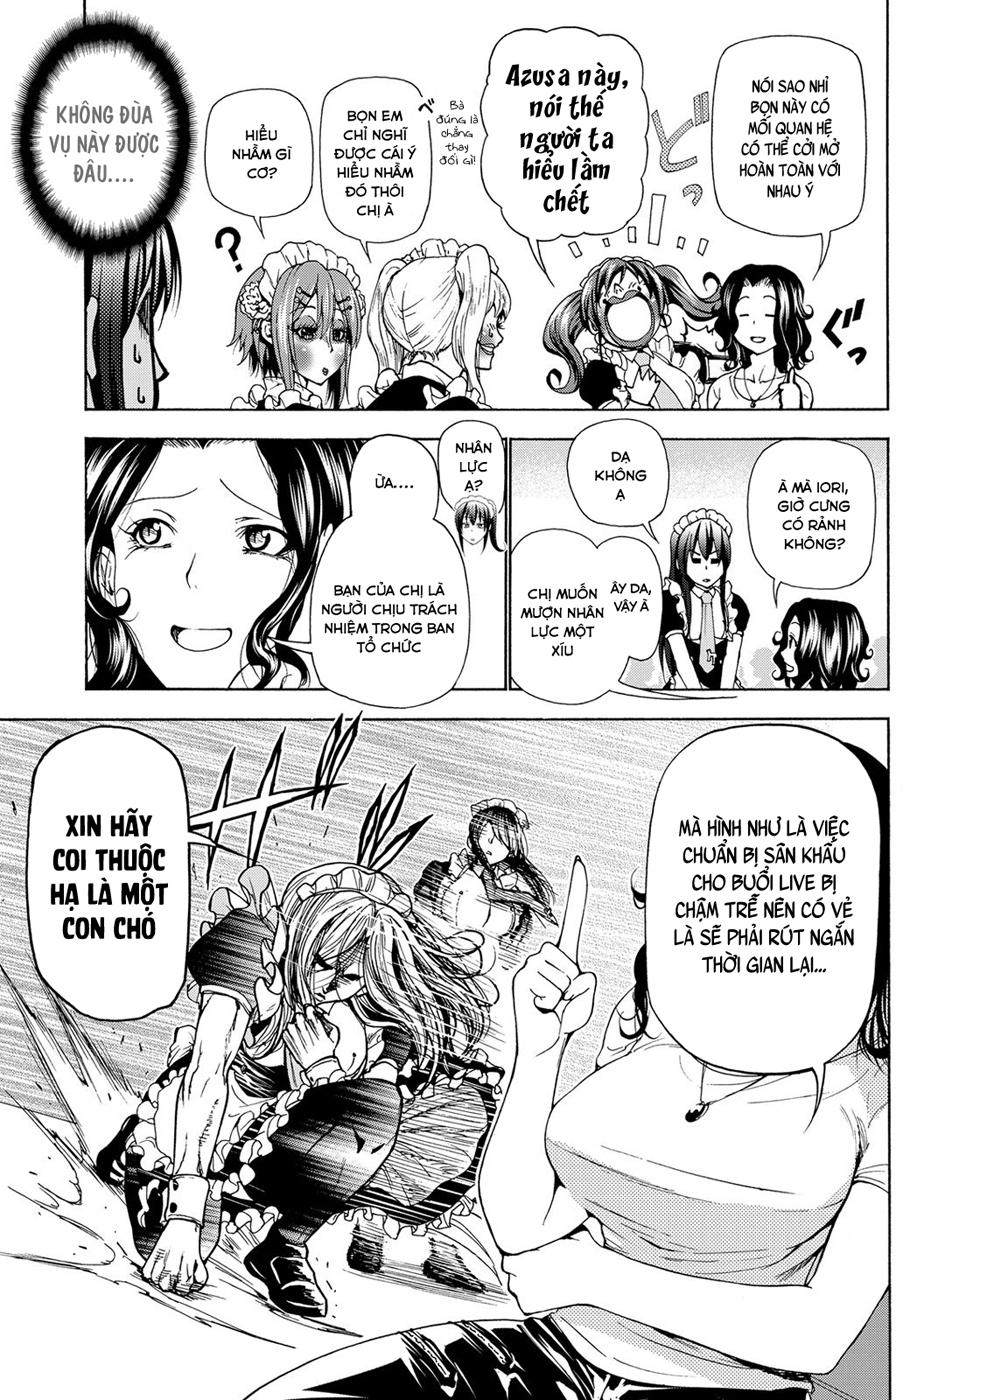 NÓI SAO NHỈ
BỌN NÀY CÓ
MỐI QUAN HỆ
CÓ THỂ CỞI MỞ
HOÀN TOÀN VỚI
NHAU Ý
Azusa này,
nói thế
người ta
hiểu lầm
chết
BỌN EM
CHỈ NGHĨ
ĐƯỢC CÁI Ý
HIỂU NHẦM
ĐÓ THÔI
CHỊ À
Bà
đúng là
chẳng
thay
đổi gì!
HIỂU
NHẦM GÌ
CƠ?
?
KHÔNG ĐÙA
VỤ NÀY ĐƯỢC
ĐÂU....
À MÀ IORI,
GIỜ CƯNG
CÓ RẢNH
KHÔNG?
DẠ
KHÔNG
Ạ
ÂY DA,
VẬY À
CHỊ MUỐN
MƯỢN NHÂN
LỰC MỘT
XÍU
NHÂN
LỰC
Ạ?
ỪA....
BẠN CỦA CHỊ LÀ
NGƯỜI CHỊU TRÁCH
NHIỆM TRONG BAN
TỔ CHỨC
MÀ HÌNH NHƯ LÀ VIỆC
CHUẨN BỊ SÂN KHẤU
CHO BUỔI LIVE BỊ
CHẬM TRỄ NÊN CÓ VẺ
LÀ SẼ PHẢI RÚT NGẮN
THỜI GIAN LẠI...
XIN HÃY
COI THUỘC
HẠ LÀ MỘT
CON CHÓ